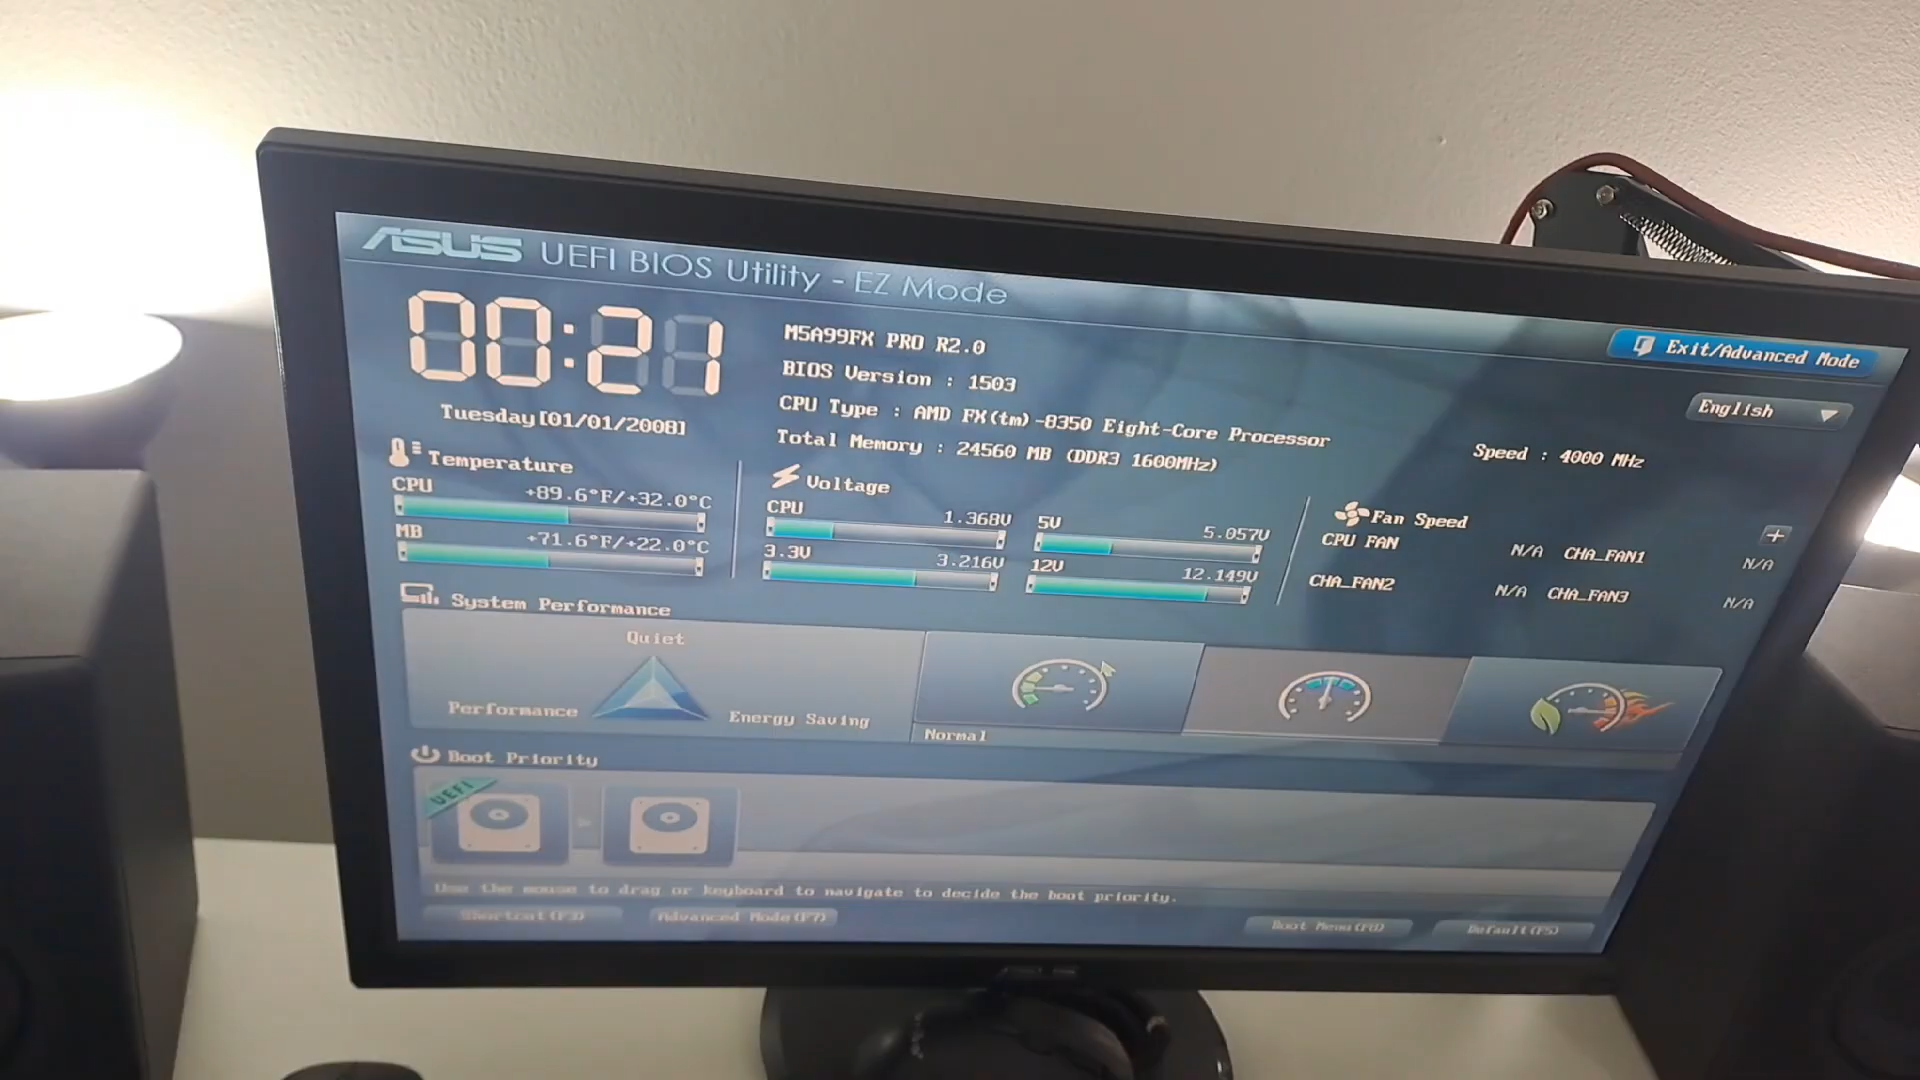 ASUS UEFI BIOS Utility - EZ Mode
00:21
Tuesday[01/01/2008]
M5A99FX PRO R2.0
BIOS Version : 1503
CPU Type : AMD FX(tm)-8350 Eight-Core Processor
Speed : 4000 MHz
Total Memory : 24560 MB (DDR3 1600MHz)
Exit/Advanced Mode
English
Temperature
CPU +89.6°F/+32.0°C
MB +71.6°F/+22.0°C
Voltage
CPU 1.368V 5V 5.057V
3.3V 3.216V 12V 12.149V
Fan Speed
CPU FAN N/A CHA_FAN1 N/A
CHA_FAN2 N/A CHA_FAN3 N/A
System Performance
Quiet
Performance
Energy Saving
Normal
Boot Priority
UEFI
Use the mouse to drag or keyboard to navigate to decide the boot priority.
Shortcut(F3) Advanced Mode(F7) Boot Menu(F8) Default(F5)